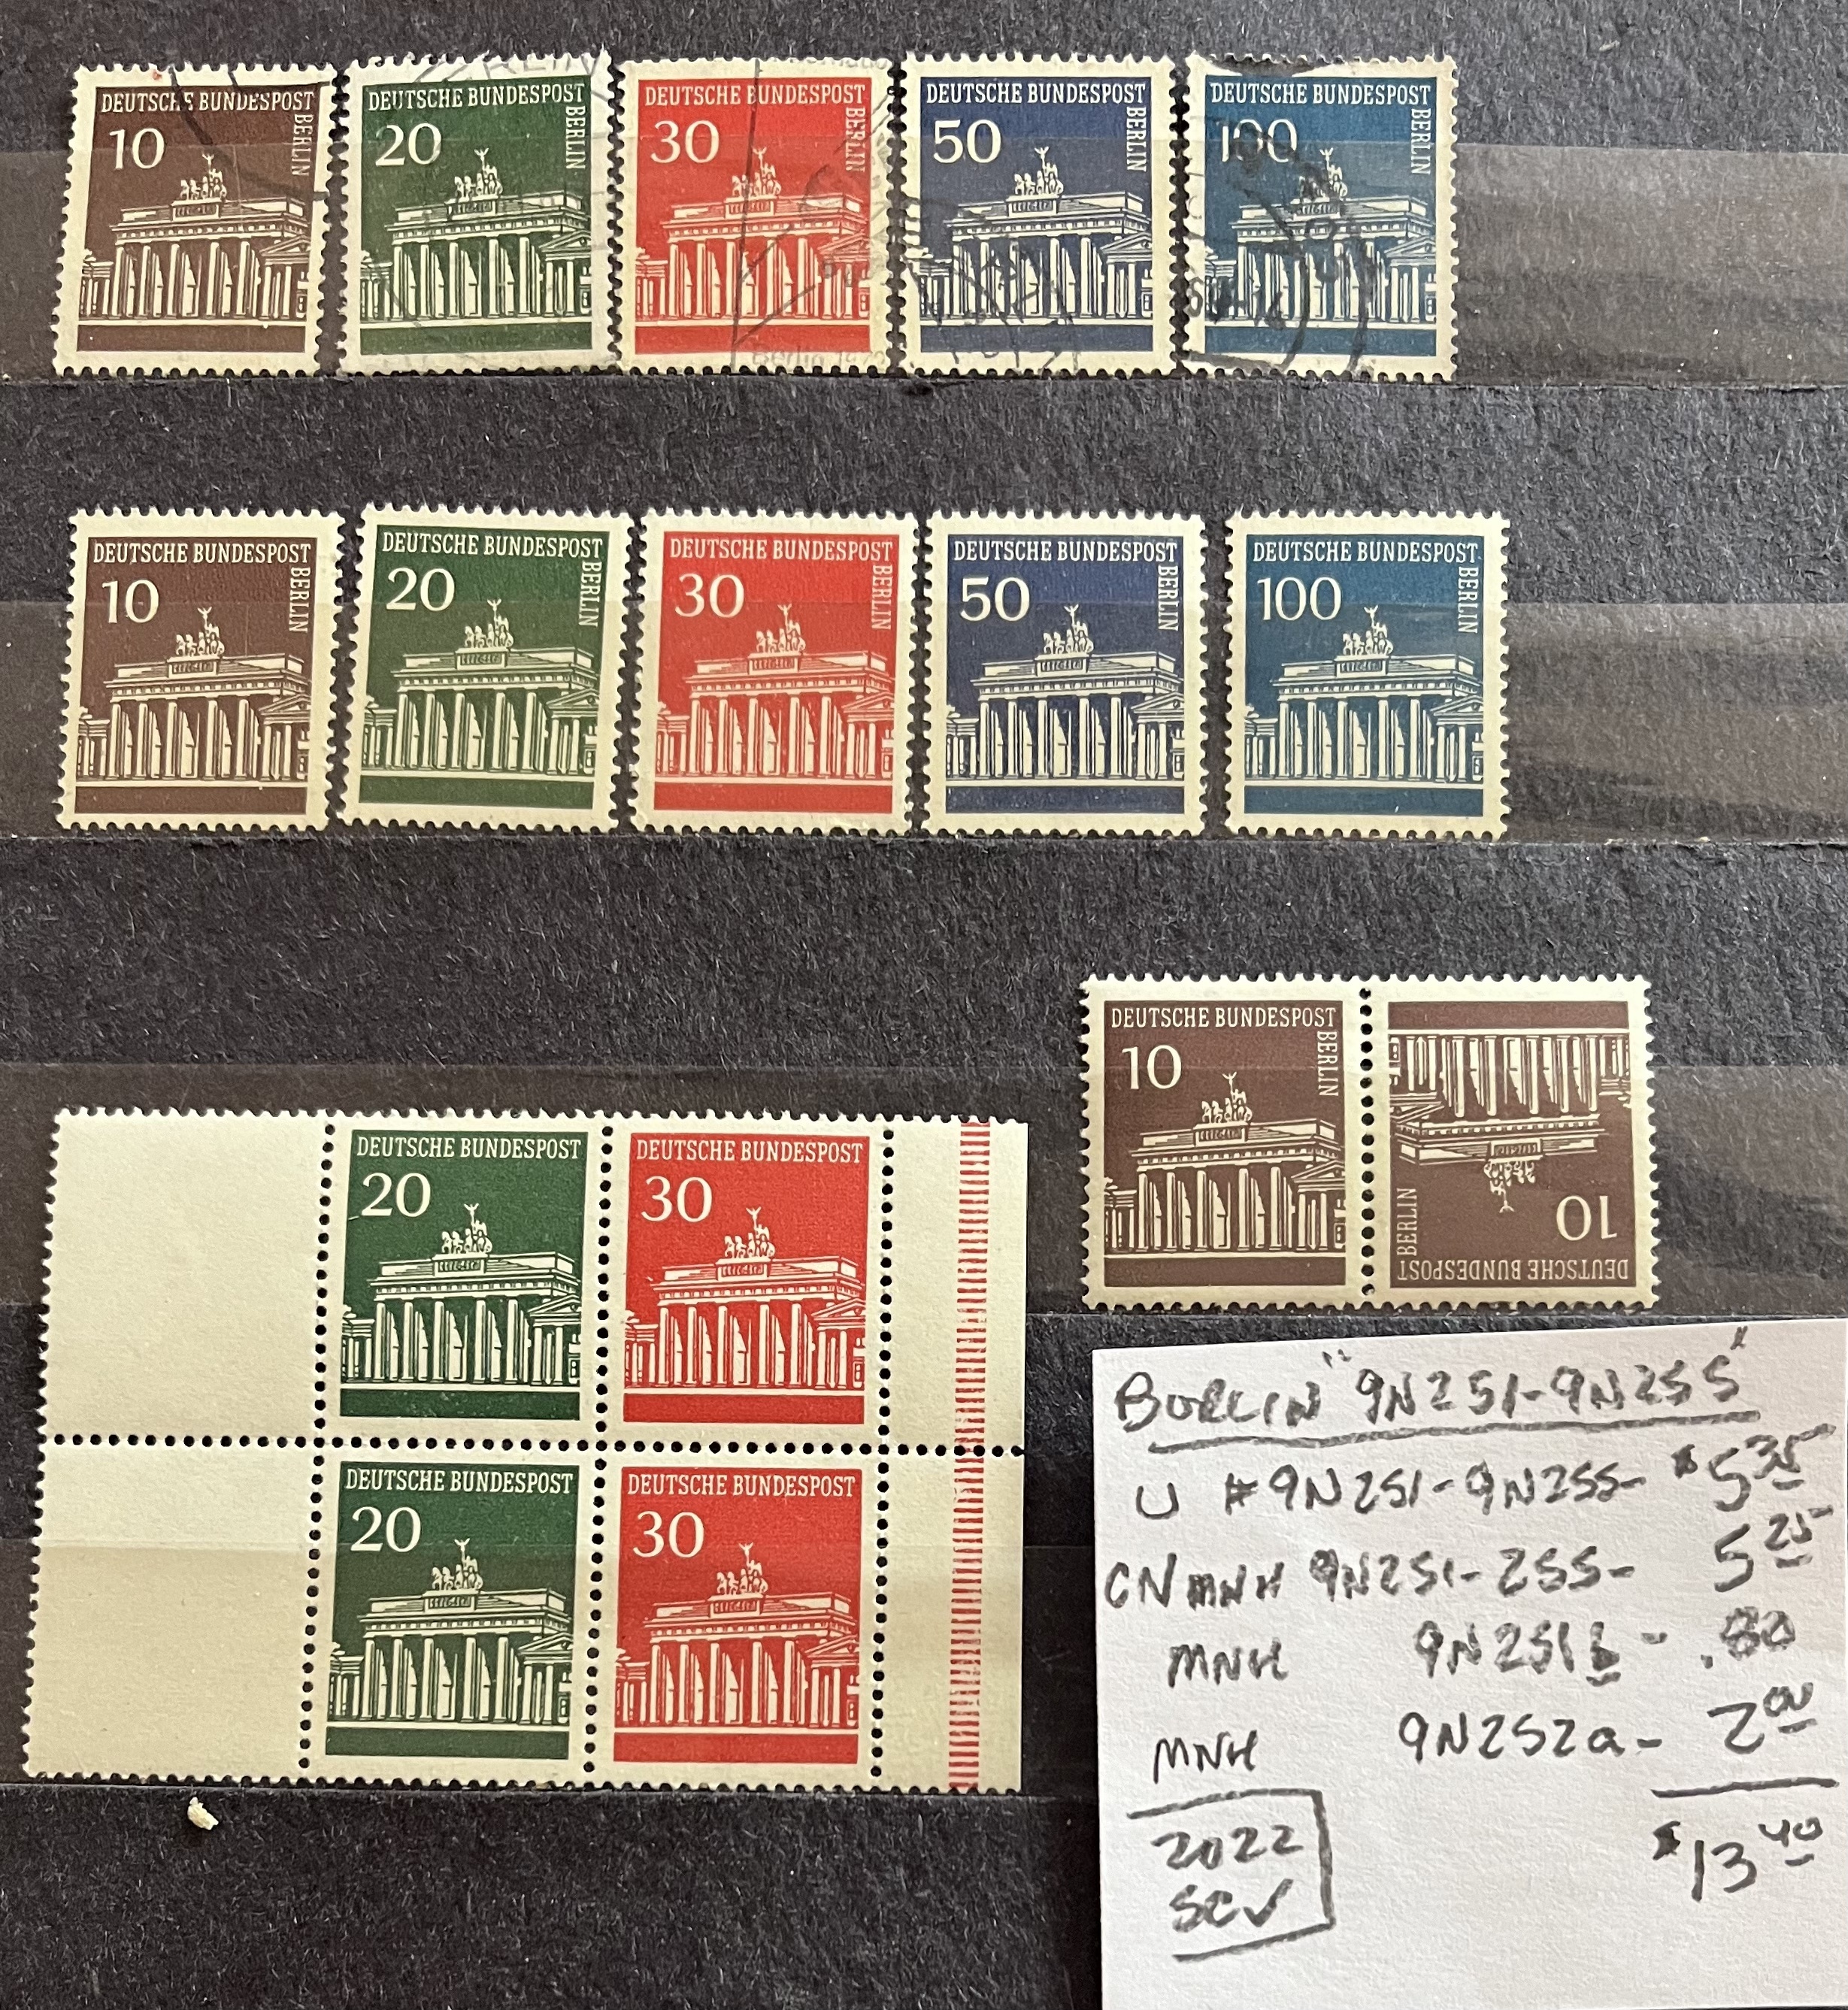 DEUTSCHE BUNDESPOST BERLIN
10
DEUTSCHE BUNDESPOST BERLIN
20
DEUTSCHE BUNDESPOST BERLIN
30
DEUTSCHE BUNDESPOST BERLIN
50
DEUTSCHE BUNDESPOST BERLIN
100
BERLIN
Berlin
DEUTSCHE BUNDESPOST BERLIN
10
DEUTSCHE BUNDESPOST BERLIN
20
DEUTSCHE BUNDESPOST BERLIN
30
DEUTSCHE BUNDESPOST BERLIN
50
DEUTSCHE BUNDESPOST BERLIN
100
DEUTSCHE BUNDESPOST BERLIN
10
DEUTSCHE BUNDESPOST BERLIN
10
DEUTSCHE BUNDESPOST
20
DEUTSCHE BUNDESPOST
30
DEUTSCHE BUNDESPOST
20
DEUTSCHE BUNDESPOST
30
BERLIN "9N251-9N255"
U #9N251-9N255- $5 35
CN MNH 9N251-255- 5 25
MNH 9N251b - .80
MNH 9N252a - 2 00
$13 40
2022
SCV